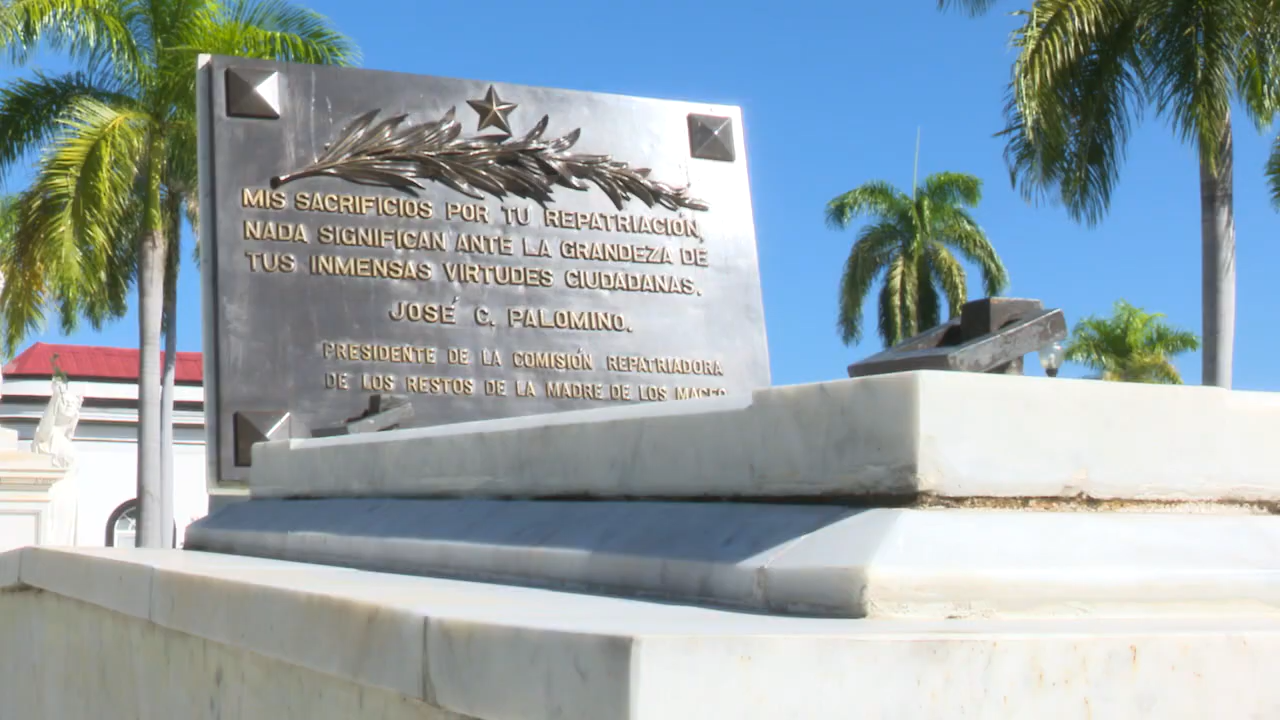 MIS SACRIFICIOS POR TU REPATRIACIÓN,
NADA SIGNIFICAN ANTE LA GRANDEZA DE
TUS INMENSAS VIRTUDES CIUDADANAS.
JOSÉ C. PALOMINO.
PRESIDENTE DE LA COMISIÓN REPATRIADORA
DE LOS RESTOS DE LA MADRE DE LOS MACEO